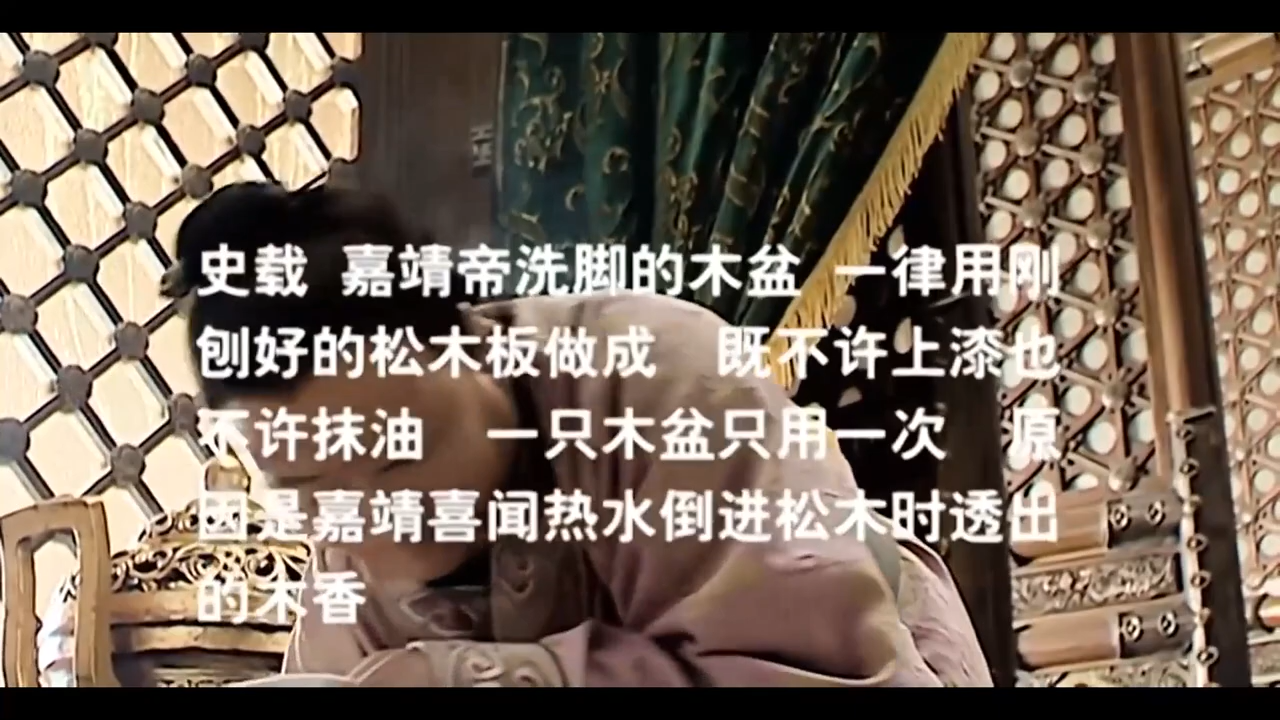 史载 嘉靖帝洗脚的木盆 一律用刚
刨好的松木板做成 既不许上漆也
不许抹油 一只木盆只用一次 原
因是嘉靖喜闻热水倒进松木时透出
的木香